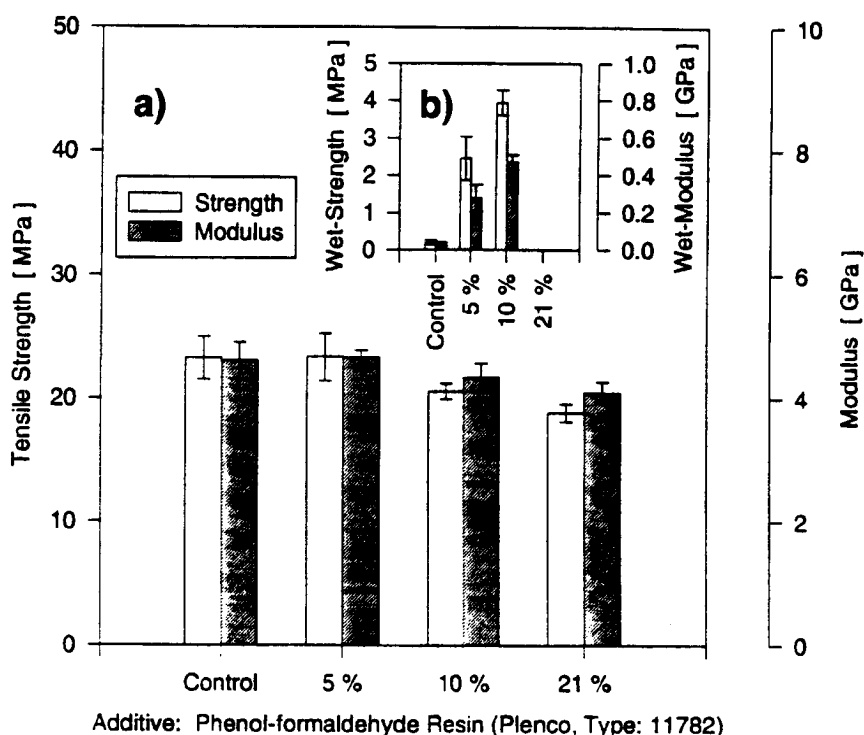 50
40
30
20
10
0
Tensile Strength [ MPa ]
a)
Strength
Modulus
b)
5
4
3
2
1
0
Wet-Strength [ MPa ]
1.0
0.8
0.6
0.4
0.2
0.0
Wet-Modulus [ GPa ]
Control
5 %
10 %
21 %
10
8
6
4
2
0
Modulus [ GPa ]
Control 5 % 10 % 21 %
Additive: Phenol-formaldehyde Resin (Plenco, Type: 11782)